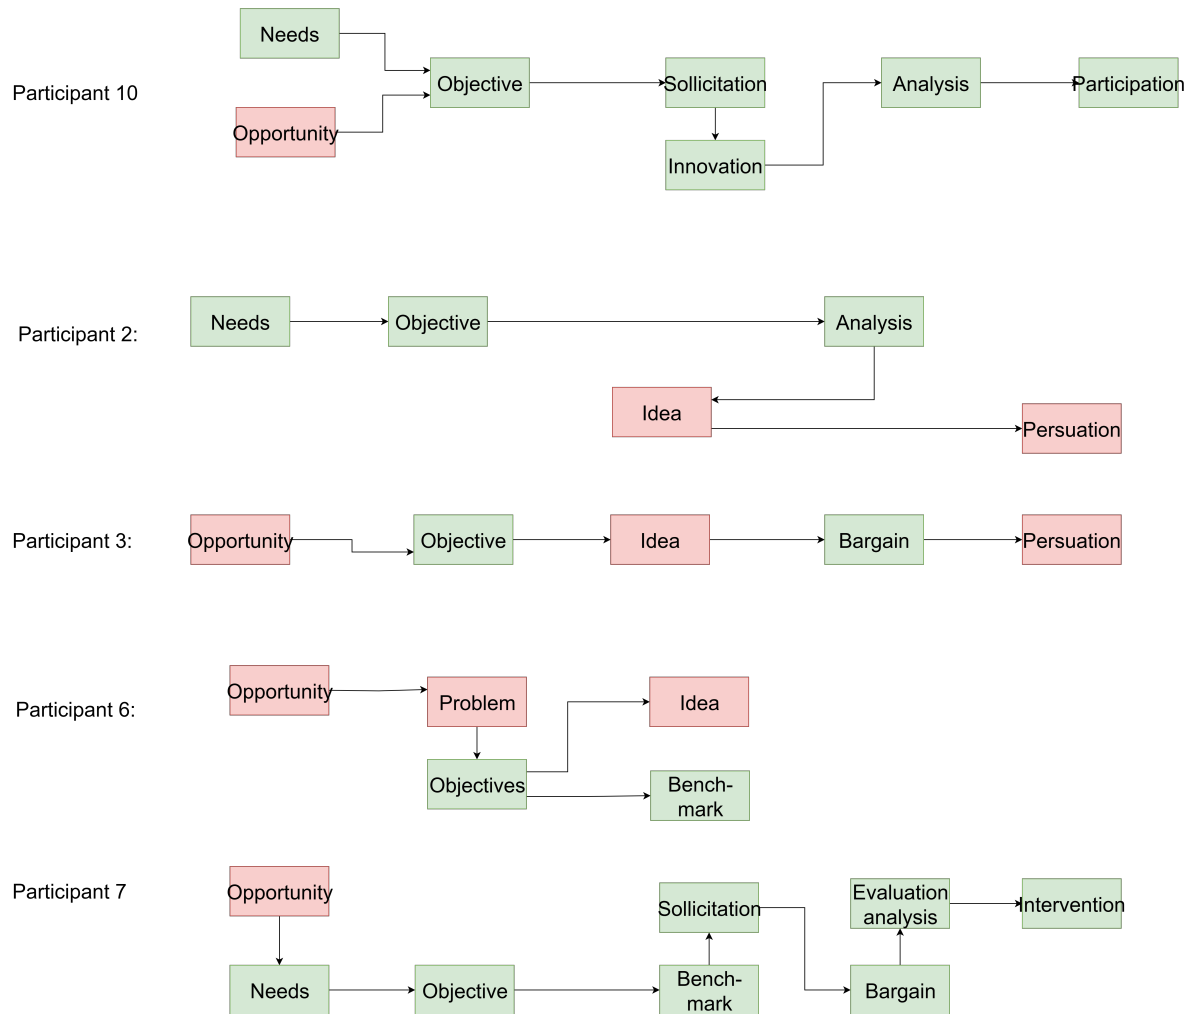 Participant 10
Needs
Opportunity
Objective
Sollicitation
Innovation
Analysis
Participation
Participant 2:
Needs
Objective
Analysis
Idea
Persuation
Participant 3:
Opportunity
Objective
Idea
Bargain
Persuation
Participant 6:
Opportunity
Problem
Objectives
Idea
Bench-
mark
Participant 7
Opportunity
Needs
Objective
Bench-
mark
Sollicitation
Bargain
Evaluation
analysis
Intervention